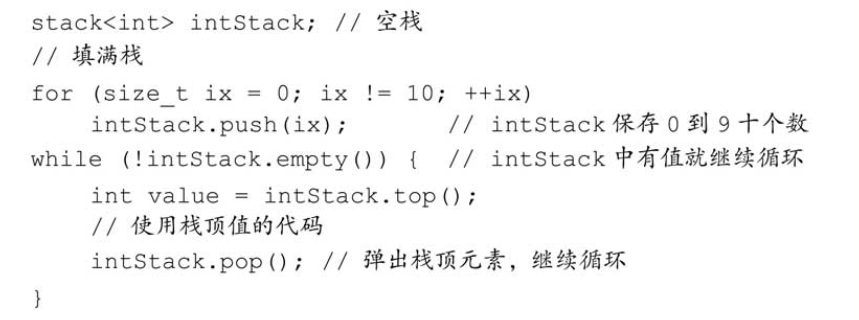 stack<int> intStack; // 空栈
// 填满栈
for (size_t ix = 0; ix != 10; ++ix)
    intStack.push(ix);        // intStack 保存 0 到 9 十个数
while (!intStack.empty()) {  // intStack 中有值就继续循环
    int value = intStack.top();
    // 使用栈顶值的代码
    intStack.pop(); // 弹出栈顶元素，继续循环
}